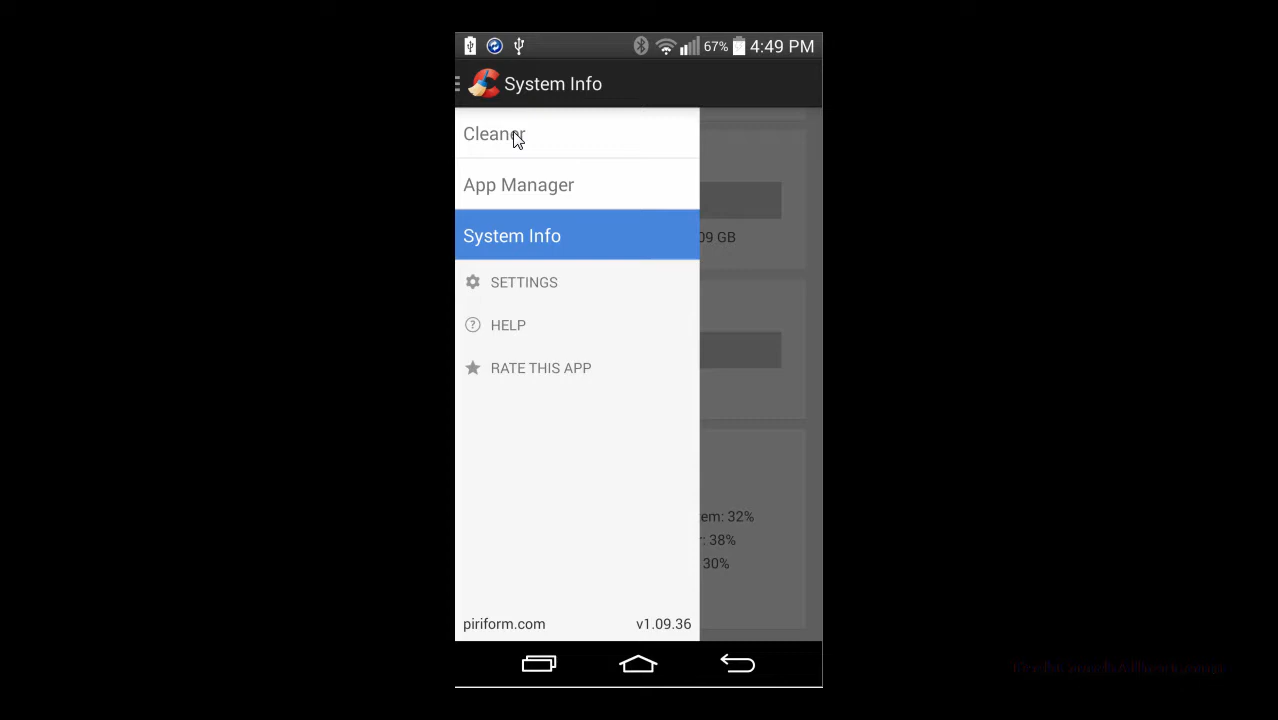 67% 4:49 PM
System Info
Cleaner
App Manager
System Info
09 GB
SETTINGS
HELP
RATE THIS APP
em: 32%
: 38%
30%
piriform.com v1.09.36